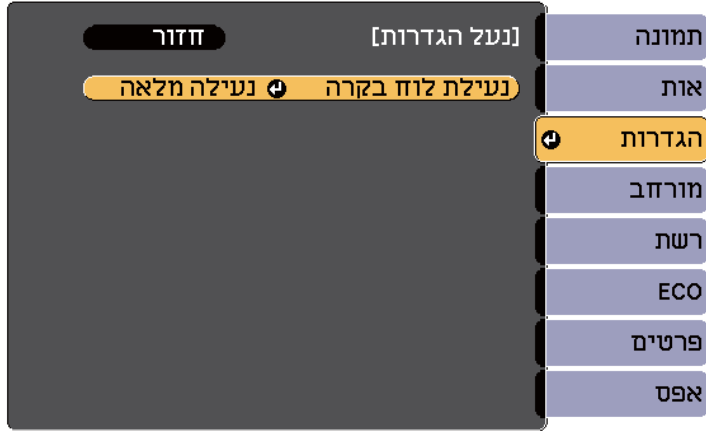 תמונה
אות
הגדרות
מורחב
רשת
ECO
פרטים
אפס
[נעל הגדרות] חזור
נעילת לוח בקרה נעילה מלאה